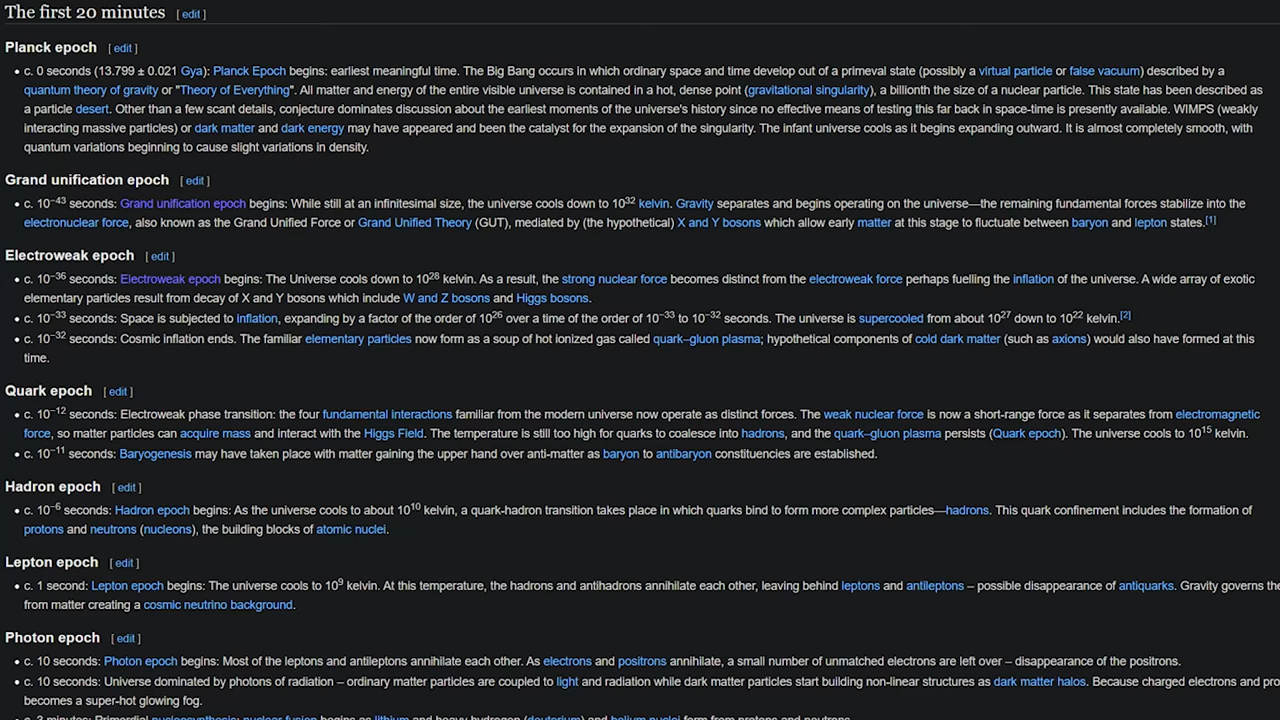 The first 20 minutes [ edit ]
Planck epoch [ edit ]
• c. 0 seconds (13.799 ± 0.021 Gya): Planck Epoch begins: earliest meaningful time. The Big Bang occurs in which ordinary space and time develop out of a primeval state (possibly a virtual particle or false vacuum) described by a
quantum theory of gravity or "Theory of Everything". All matter and energy of the entire visible universe is contained in a hot, dense point (gravitational singularity), a billionth the size of a nuclear particle. This state has been described as
a particle desert. Other than a few scant details, conjecture dominates discussion about the earliest moments of the universe's history since no effective means of testing this far back in space-time is presently available. WIMPS (weakly
interacting massive particles) or dark matter and dark energy may have appeared and been the catalyst for the expansion of the singularity. The infant universe cools as it begins expanding outward. It is almost completely smooth, with
quantum variations beginning to cause slight variations in density.
Grand unification epoch [ edit ]
• c. 10⁻⁴³ seconds: Grand unification epoch begins: While still at an infinitesimal size, the universe cools down to 10³² kelvin. Gravity separates and begins operating on the universe—the remaining fundamental forces stabilize into the
electronuclear force, also known as the Grand Unified Force or Grand Unified Theory (GUT), mediated by (the hypothetical) X and Y bosons which allow early matter at this stage to fluctuate between baryon and lepton states.[1]
Electroweak epoch [ edit ]
• c. 10⁻³⁶ seconds: Electroweak epoch begins: The Universe cools down to 10²⁸ kelvin. As a result, the strong nuclear force becomes distinct from the electroweak force perhaps fuelling the inflation of the universe. A wide array of exotic
elementary particles result from decay of X and Y bosons which include W and Z bosons and Higgs bosons.
• c. 10⁻³³ seconds: Space is subjected to inflation, expanding by a factor of the order of 10²⁶ over a time of the order of 10⁻³³ to 10⁻³² seconds. The universe is supercooled from about 10²⁷ down to 10²² kelvin.[2]
• c. 10⁻³² seconds: Cosmic inflation ends. The familiar elementary particles now form as a soup of hot ionized gas called quark–gluon plasma; hypothetical components of cold dark matter (such as axions) would also have formed at this
time.
Quark epoch [ edit ]
• c. 10⁻¹² seconds: Electroweak phase transition: the four fundamental interactions familiar from the modern universe now operate as distinct forces. The weak nuclear force is now a short-range force as it separates from electromagnetic
force, so matter particles can acquire mass and interact with the Higgs Field. The temperature is still too high for quarks to coalesce into hadrons, and the quark–gluon plasma persists (Quark epoch). The universe cools to 10¹⁵ kelvin.
• c. 10⁻¹¹ seconds: Baryogenesis may have taken place with matter gaining the upper hand over anti-matter as baryon to antibaryon constituencies are established.
Hadron epoch [ edit ]
• c. 10⁻⁶ seconds: Hadron epoch begins: As the universe cools to about 10¹⁰ kelvin, a quark-hadron transition takes place in which quarks bind to form more complex particles—hadrons. This quark confinement includes the formation of
protons and neutrons (nucleons), the building blocks of atomic nuclei.
Lepton epoch [ edit ]
• c. 1 second: Lepton epoch begins: The universe cools to 10⁹ kelvin. At this temperature, the hadrons and antihadrons annihilate each other, leaving behind leptons and antileptons – possible disappearance of antiquarks. Gravity governs the
from matter creating a cosmic neutrino background.
Photon epoch [ edit ]
• c. 10 seconds: Photon epoch begins: Most of the leptons and antileptons annihilate each other. As electrons and positrons annihilate, a small number of unmatched electrons are left over – disappearance of the positrons.
• c. 10 seconds: Universe dominated by photons of radiation – ordinary matter particles are coupled to light and radiation while dark matter particles start building non-linear structures as dark matter halos. Because charged electrons and pro
becomes a super-hot glowing fog.
• c. 3 minutes: Primordial nucleosynthesis: nuclear fusion begins as lithium and heavy hydrogen (deuterium) and helium nuclei form from protons and neutrons.